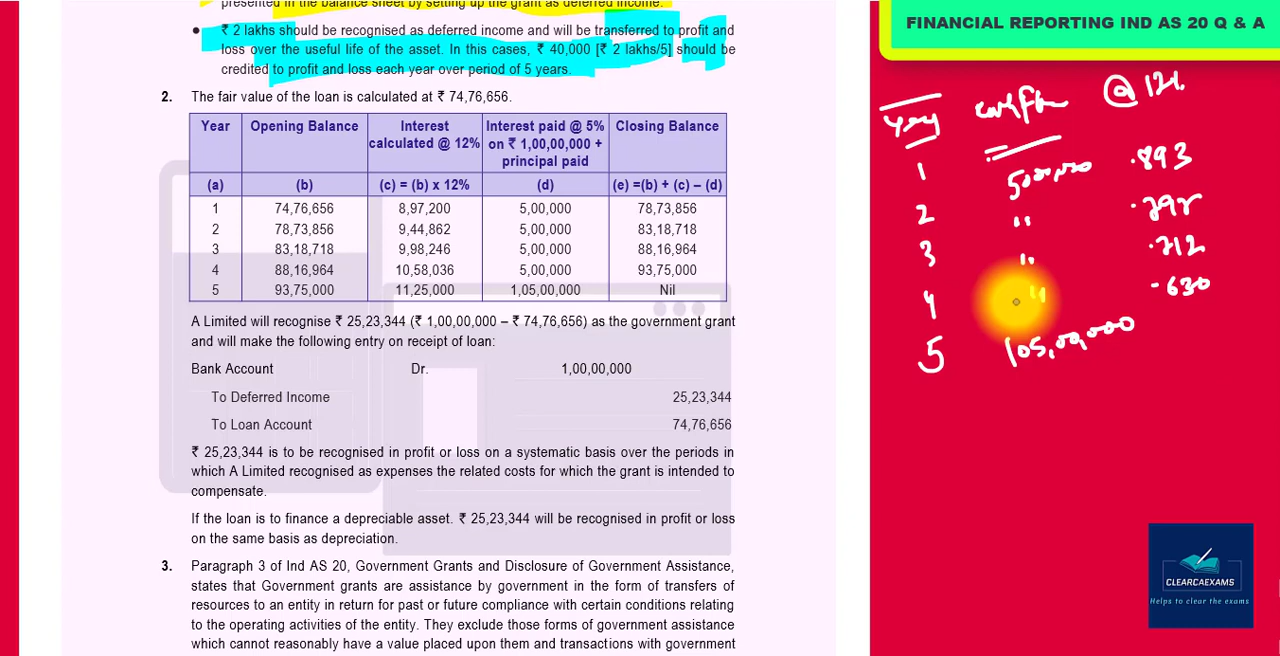 presented in the balance sheet by setting up the grant as deferred income.
● ₹ 2 lakhs should be recognised as deferred income and will be transferred to profit and
loss over the useful life of the asset. In this cases, ₹ 40,000 [₹ 2 lakhs/5] should be
credited to profit and loss each year over period of 5 years.
2. The fair value of the loan is calculated at ₹ 74,76,656.
Year Opening Balance Interest calculated @ 12% Interest paid @ 5% on ₹ 1,00,00,000 + principal paid Closing Balance
(a) (b) (c) = (b) x 12% (d) (e) =(b) + (c) – (d)
1 74,76,656 8,97,200 5,00,000 78,73,856
2 78,73,856 9,44,862 5,00,000 83,18,718
3 83,18,718 9,98,246 5,00,000 88,16,964
4 88,16,964 10,58,036 5,00,000 93,75,000
5 93,75,000 11,25,000 1,05,00,000 Nil
A Limited will recognise ₹ 25,23,344 (₹ 1,00,00,000 – ₹ 74,76,656) as the government grant
and will make the following entry on receipt of loan:
Bank Account Dr. 1,00,00,000
To Deferred Income 25,23,344
To Loan Account 74,76,656
₹ 25,23,344 is to be recognised in profit or loss on a systematic basis over the periods in
which A Limited recognised as expenses the related costs for which the grant is intended to
compensate.
If the loan is to finance a depreciable asset. ₹ 25,23,344 will be recognised in profit or loss
on the same basis as depreciation.
3. Paragraph 3 of Ind AS 20, Government Grants and Disclosure of Government Assistance,
states that Government grants are assistance by government in the form of transfers of
resources to an entity in return for past or future compliance with certain conditions relating
to the operating activities of the entity. They exclude those forms of government assistance
which cannot reasonably have a value placed upon them and transactions with government
FINANCIAL REPORTING IND AS 20 Q & A
@ 12%
1 .893
2 "
3 " .712
4 " .630
5 105,00,000
CLEARCAEXAMS
Helps to clear the exams